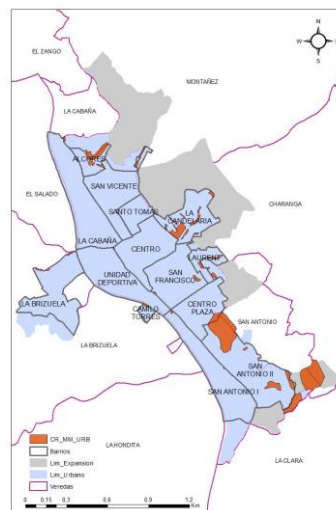 EL ZANGO
N
W E
S
MONTAÑEZ
LA CABAÑA
ALCORES
SAN VICENTE
EL SALADO
SANTO TOMAS
LA
CANDELARIA
CHARANGA
LA CABAÑA
CENTRO
LAURENT
UNIDAD
DEPORTIVA
SAN
FRANCISCO
LA BRIZUELA
CAMILO
TORRES
CENTRO
PLAZA
SAN ANTONIO
LA BRIZUELA
SAN
ANTONIO II
SAN ANTONIO I
LA HONDITA
LA CLARA
CR_MM_URB
Barrios
Lim_Expansion
Lim_Urbano
Veredas
0 0,15 0,3 0,6 0,9 1,2
Km